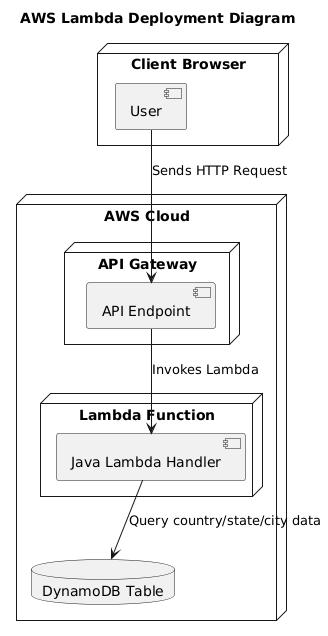 AWS Lambda Deployment Diagram
Client Browser
User
Sends HTTP Request
AWS Cloud
API Gateway
API Endpoint
Invokes Lambda
Lambda Function
Java Lambda Handler
Query country/state/city data
DynamoDB Table